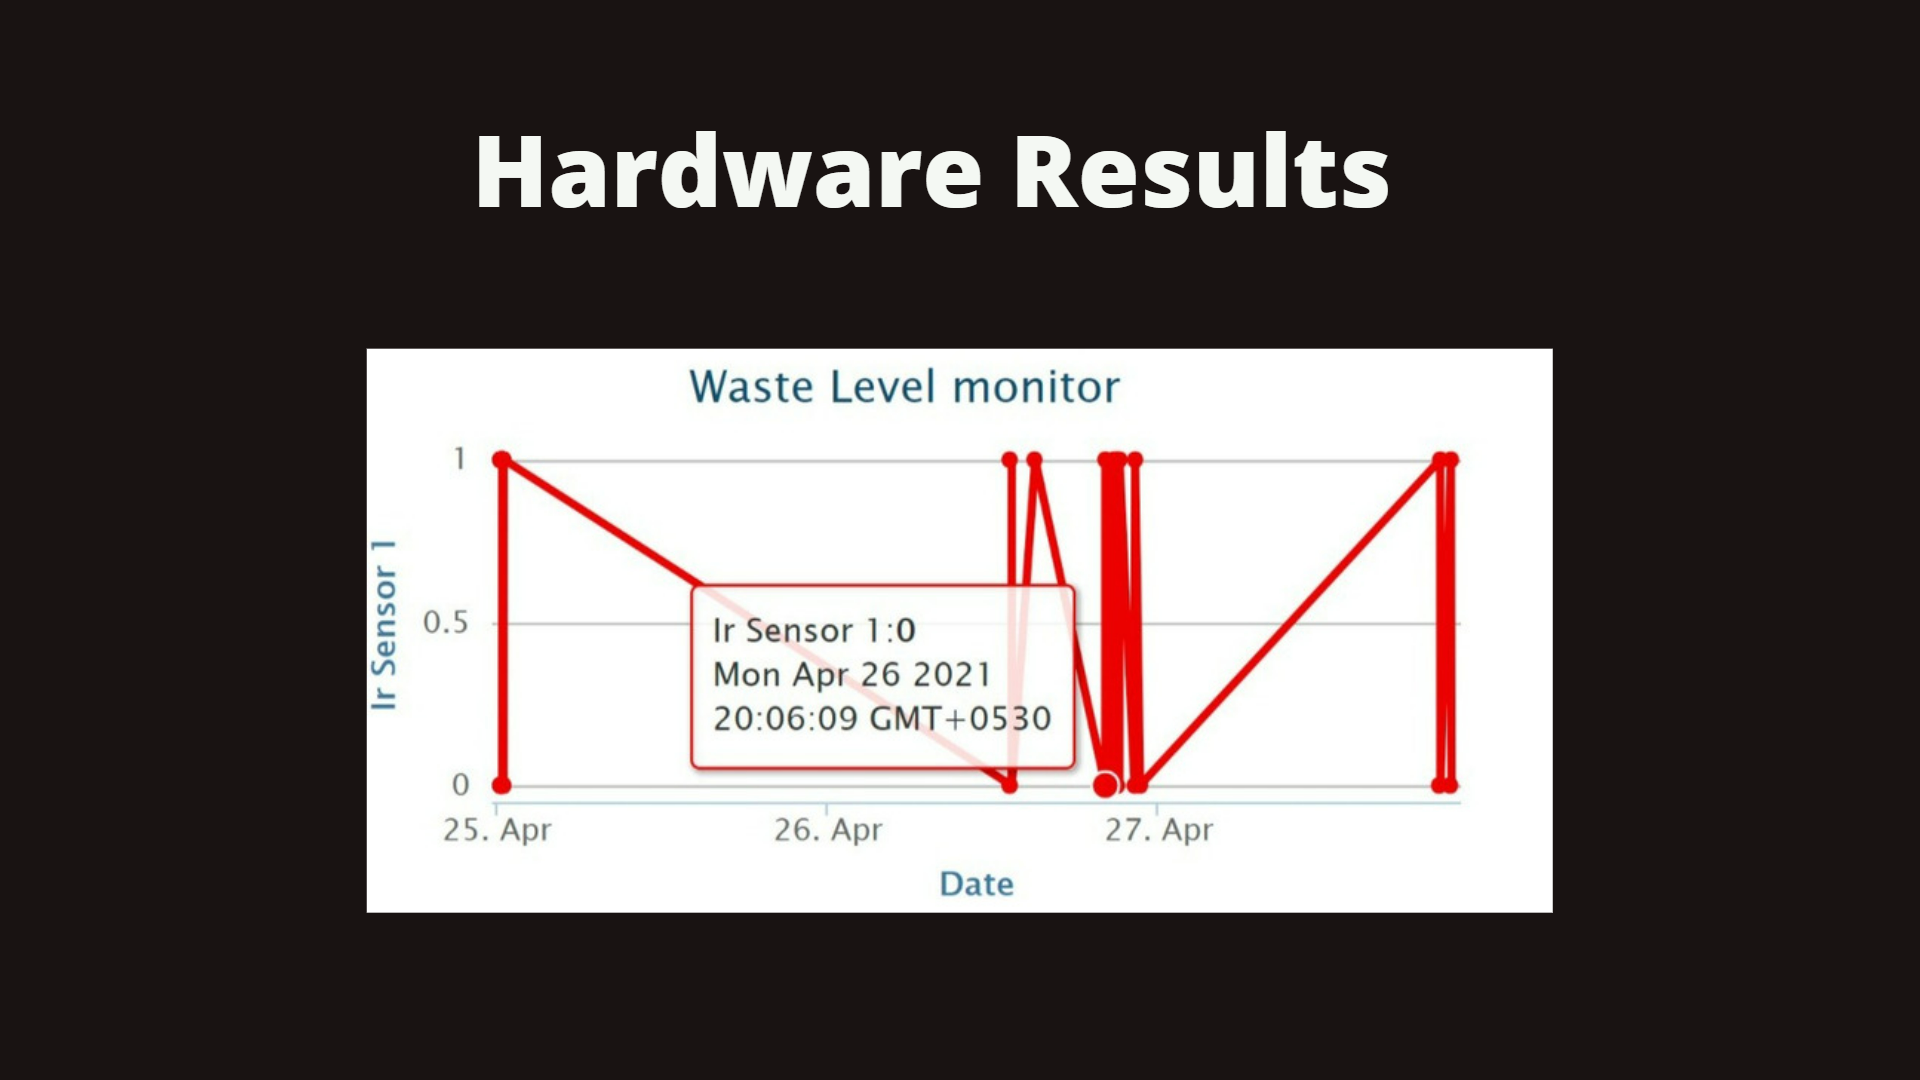 Hardware Results
Waste Level monitor
1
0.5
0
Ir Sensor 1
Ir Sensor 1:0
Mon Apr 26 2021
20:06:09 GMT+0530
25. Apr
26. Apr
27. Apr
Date